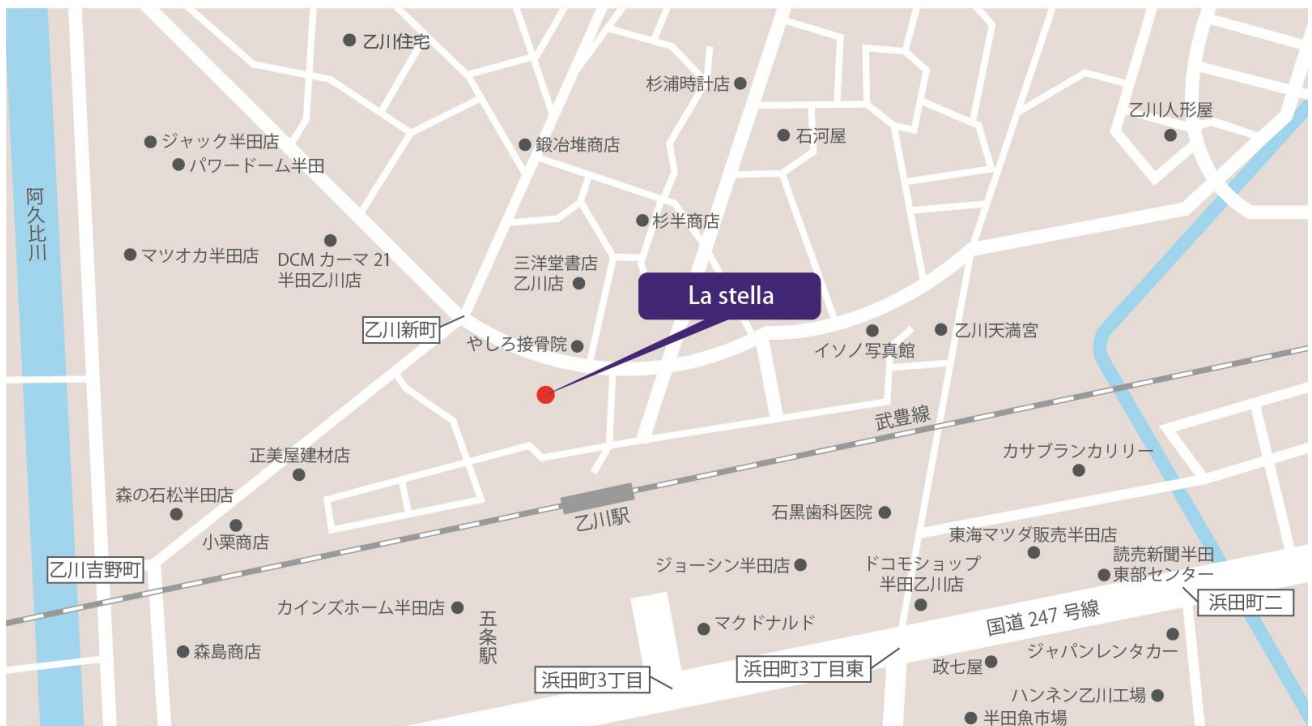 乙川住宅
杉浦時計店
乙川人形屋
ジャック半田店
パワードーム半田
鍛冶堆商店
石河屋
阿久比川
杉半商店
マツオカ半田店
DCM カーマ 21
半田乙川店
三洋堂書店
乙川店
La stella
乙川新町
やしろ接骨院
イソノ写真館
乙川天満宮
武豊線
正美屋建材店
カサブランカリリー
森の石松半田店
小栗商店
乙川駅
石黒歯科医院
東海マツダ販売半田店
乙川吉野町
ジョーシン半田店
ドコモショップ
半田乙川店
読売新聞半田
東部センター
カインズホーム半田店
五条駅
マクドナルド
国道 247 号線
浜田町二
森島商店
浜田町3丁目
浜田町3丁目東
政七屋
ジャパンレンタカー
ハンネン乙川工場
半田魚市場